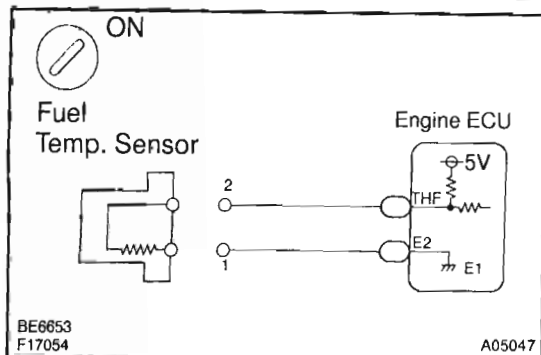 ON
Fuel
Temp. Sensor
Engine ECU
5V
2
THF
E2
1
E1
BE6653
F17054
A05047